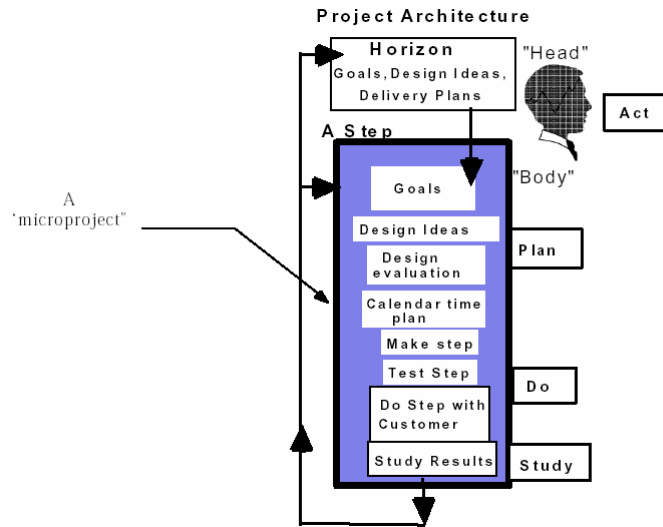 Project Architecture
Horizon
Goals,Design Ideas,
Delivery Plans
"Head"
Act
A Step
Goals
"Body"
A
‘microproject"
Design Ideas
Design
evaluation
Plan
Calendar time
plan
Make step
Test Step
Do
Do Step with
Customer
Study Results
Study